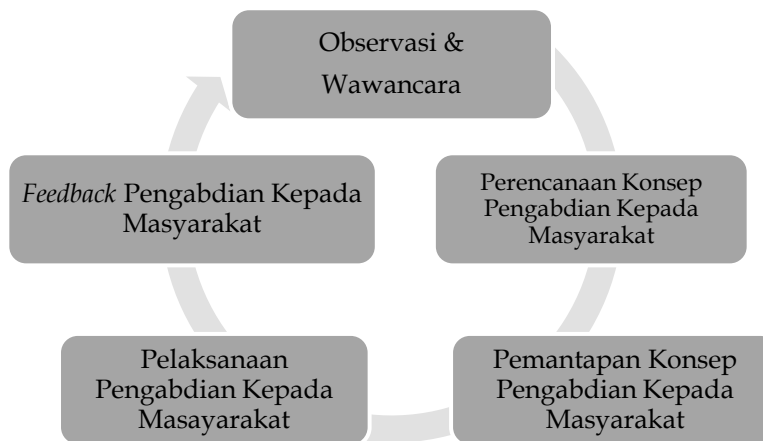 Observasi &
Wawancara
Perencanaan Konsep
Pengabdian Kepada
Masyarakat
Pemantapan Konsep
Pengabdian Kepada
Masyarakat
Pelaksanaan
Pengabdian Kepada
Masayarakat
Feedback Pengabdian Kepada
Masyarakat